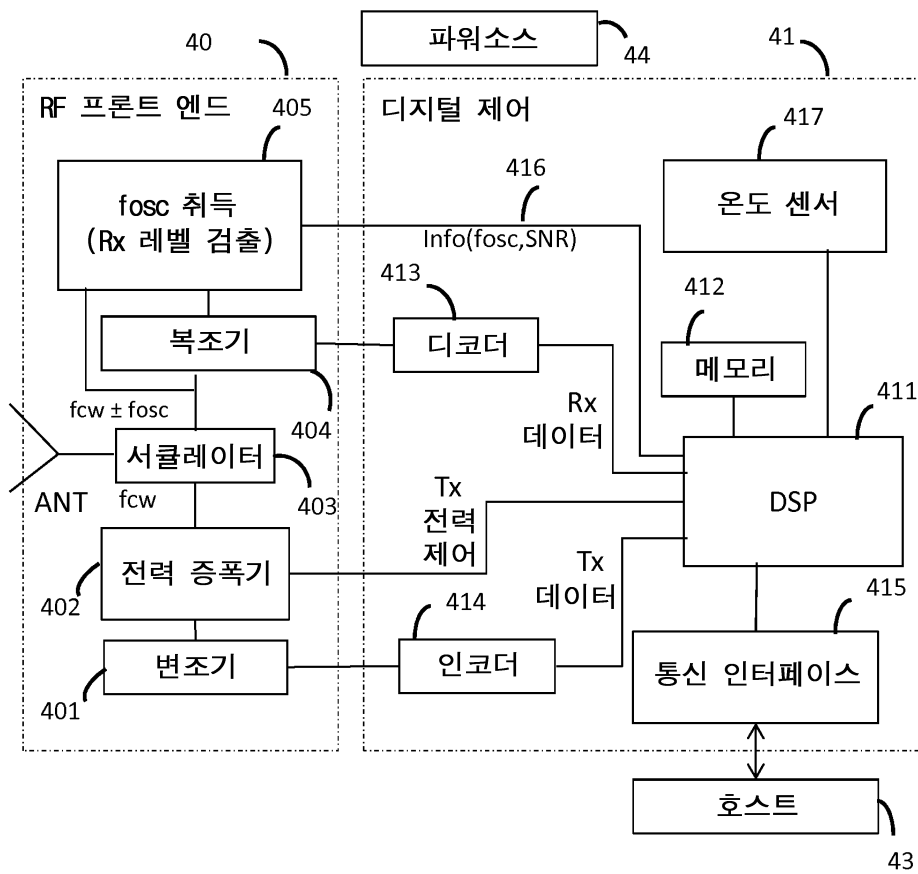 40
파워소스
44
41
RF 프론트 엔드
405
디지털 제어
417
fosc 취득
(Rx 레벨 검출)
416
Info(fosc,SNR)
온도 센서
413
412
복조기
디코더
메모리
fcw ± fosc
404
Rx
데이터
411
서큘레이터
ANT
fcw
403
Tx
전력
제어
DSP
전력 증폭기
402
Tx
데이터
414
415
변조기
401
인코더
통신 인터페이스
호스트
43